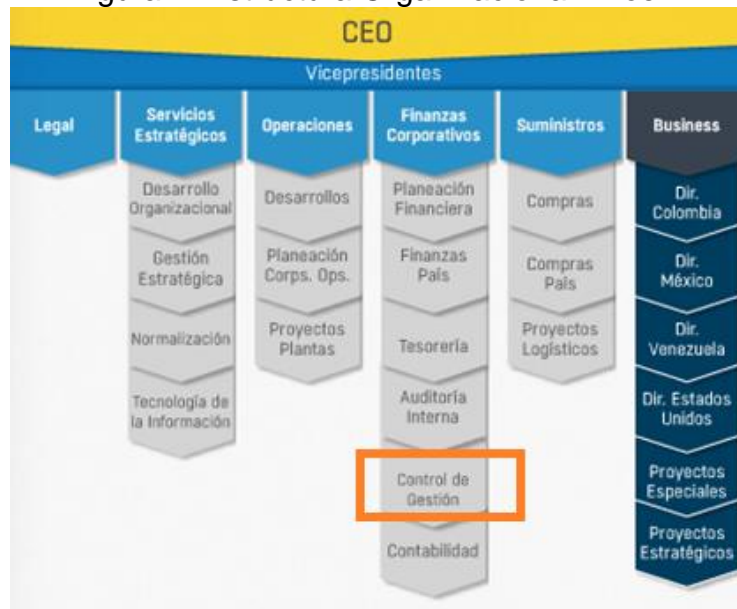 CEO
Vicepresidentes
Legal
Servicios
Estratégicos
Operaciones
Finanzas
Corporativos
Suministros
Business
Desarrollo
Organizacional
Gestión
Estratégica
Normalización
Tecnología de
la Información
Desarrollos
Planeación
Corps. Ops.
Proyectos
Plantas
Planeación
Financiera
Finanzas
País
Tesorería
Auditoría
Interna
Control de
Gestión
Contabilidad
Compras
Compras
País
Proyectos
Logísticos
Dir.
Colombia
Dir.
México
Dir.
Venezuela
Dir. Estados
Unidos
Proyectos
Especiales
Proyectos
Estratégicos